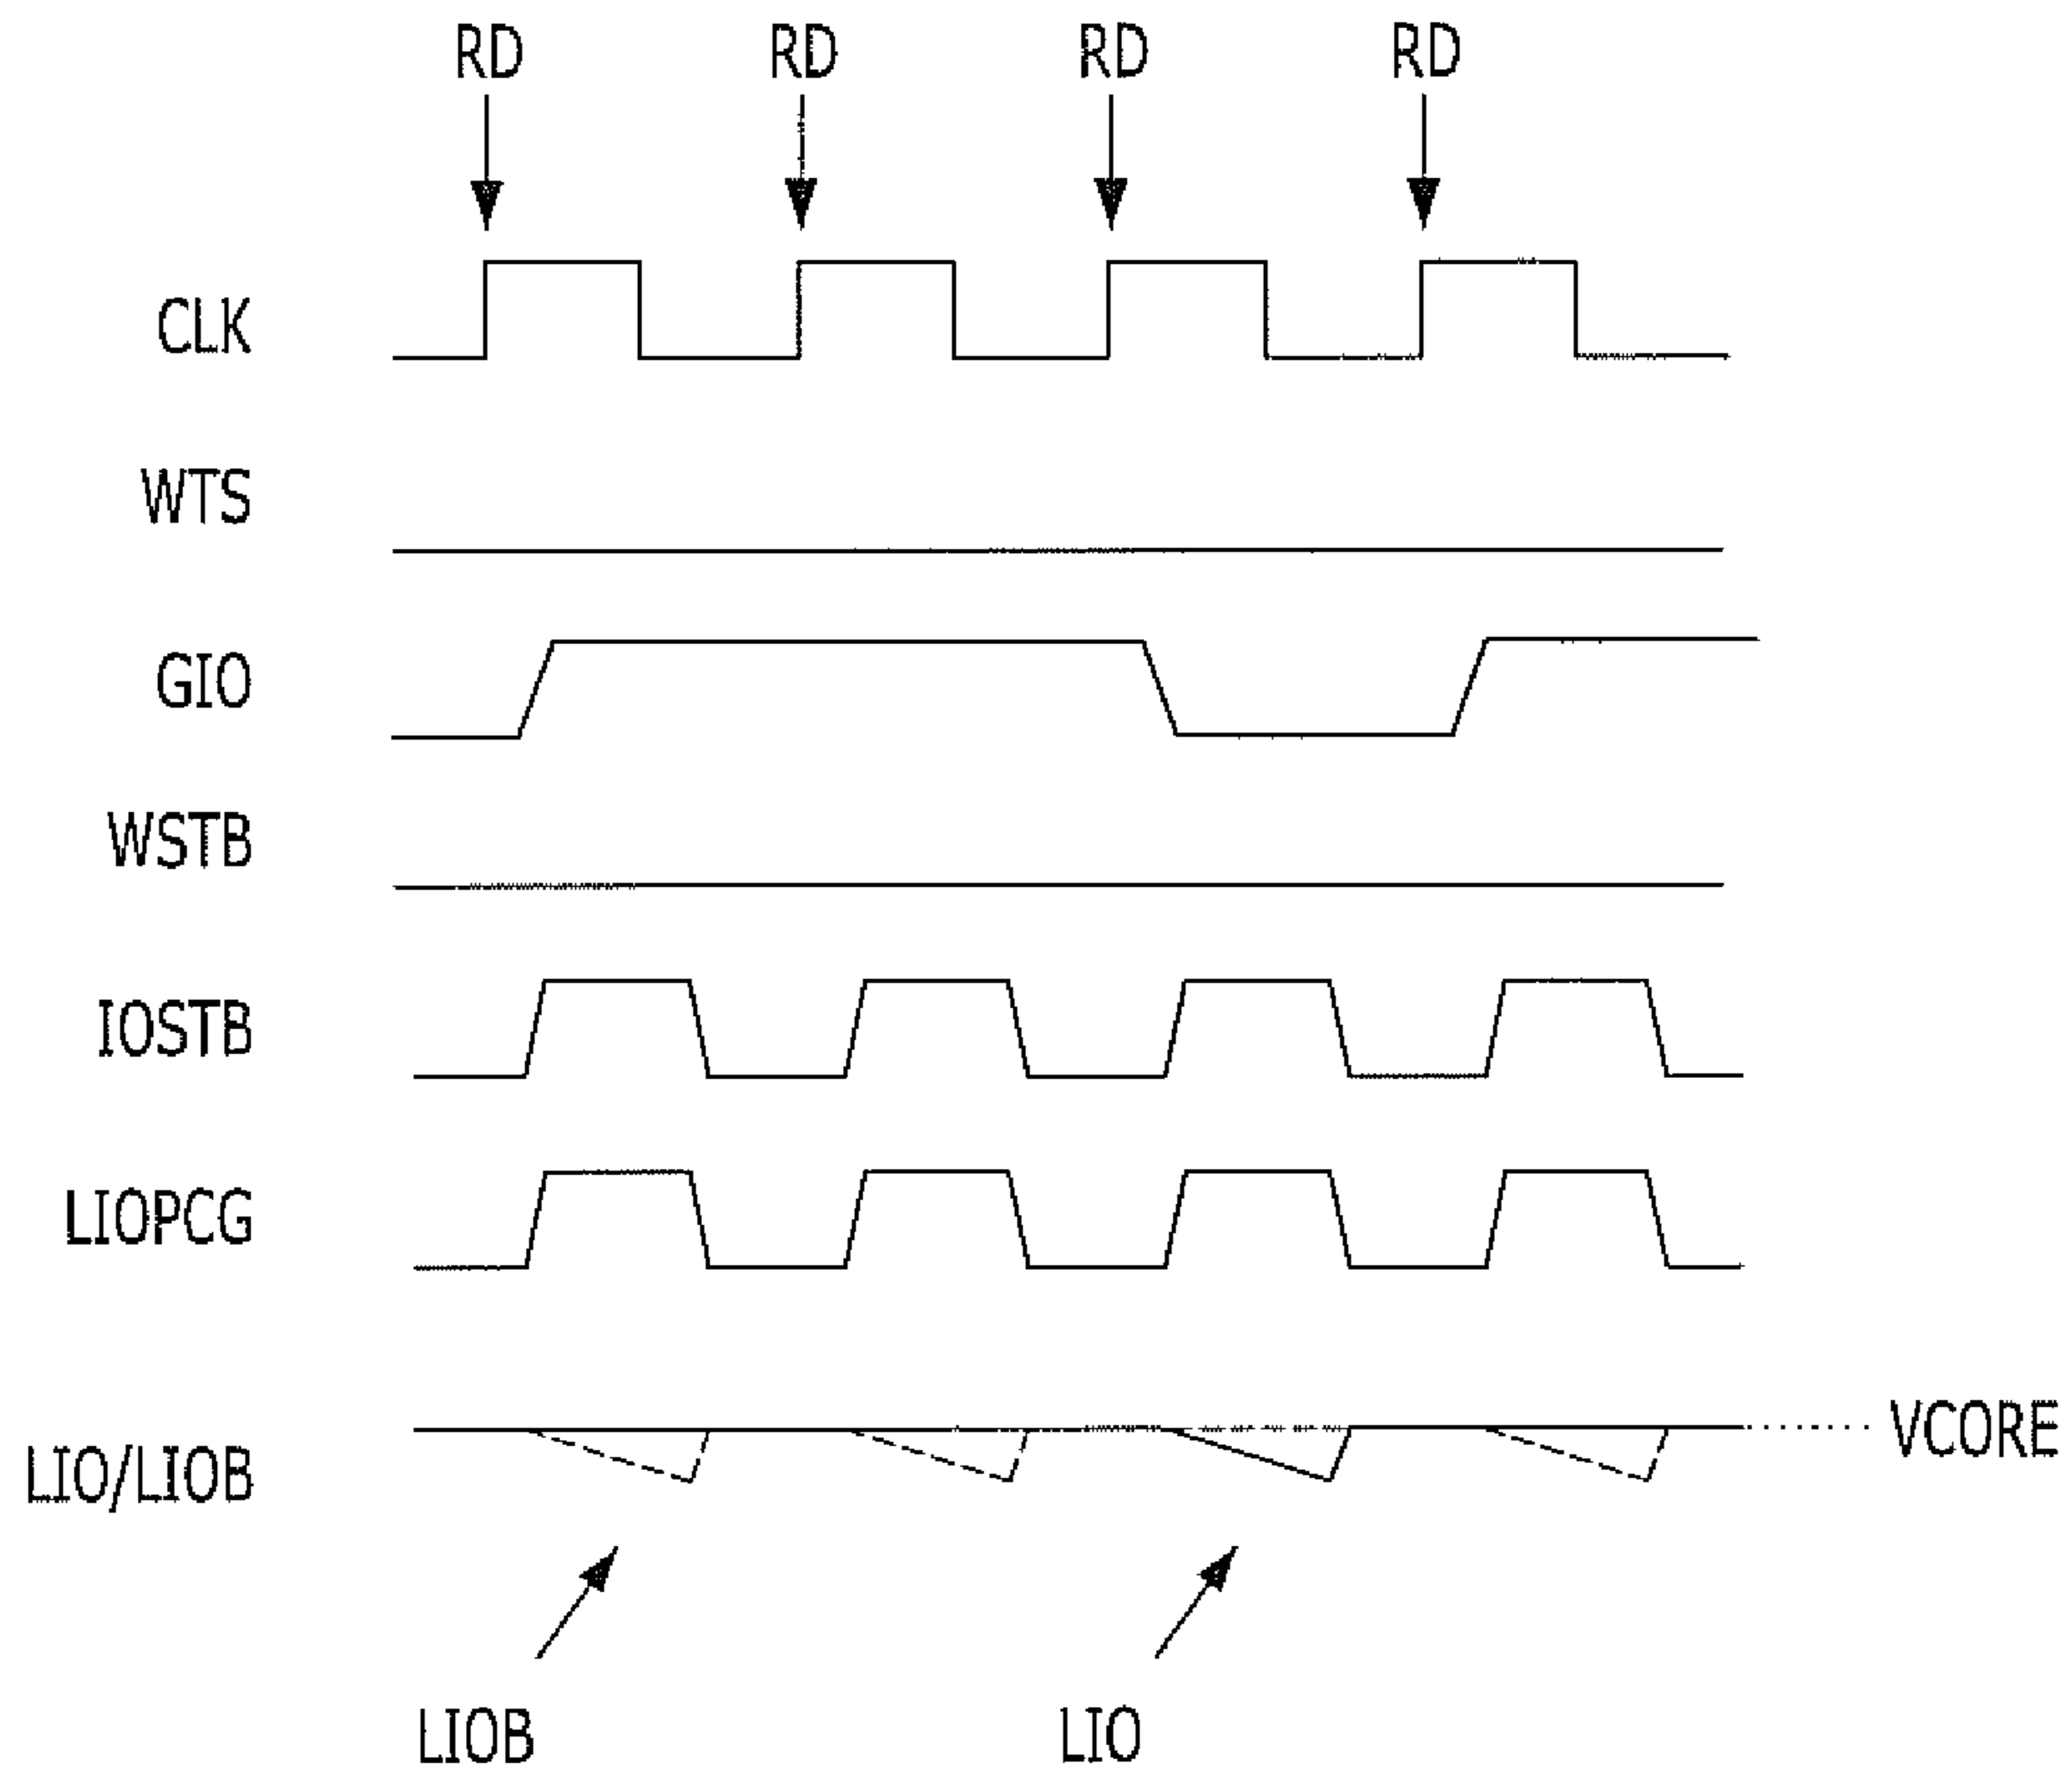 RD RD RD RD
CLK
WTS
GIO
WSTB
IOSTB
LIOPCG
VCORE
LIO/LIOB
LIOB LIO